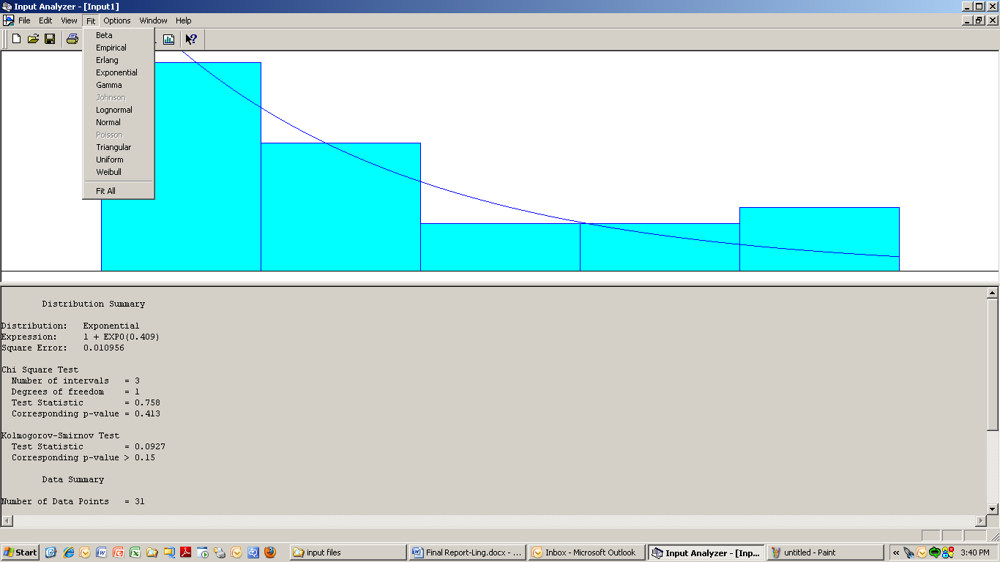 Input Analyzer - [Input1]
File Edit View Fit Options Window Help
Beta
Empirical
Erlang
Exponential
Gamma
Johnson
Lognormal
Normal
Poisson
Triangular
Uniform
Weibull
Fit All
Distribution Summary
Distribution: Exponential
Expression: 1 + EXPO(0.409)
Square Error: 0.010956
Chi Square Test
Number of intervals = 3
Degrees of freedom = 1
Test Statistic = 0.758
Corresponding p-value = 0.413
Kolmogorov-Smirnov Test
Test Statistic = 0.0927
Corresponding p-value > 0.15
Data Summary
Number of Data Points = 31
Start input files Final Report-Ling.docx - ... Inbox - Microsoft Outlook Input Analyzer - [Inp... untitled - Paint « 3:40 PM